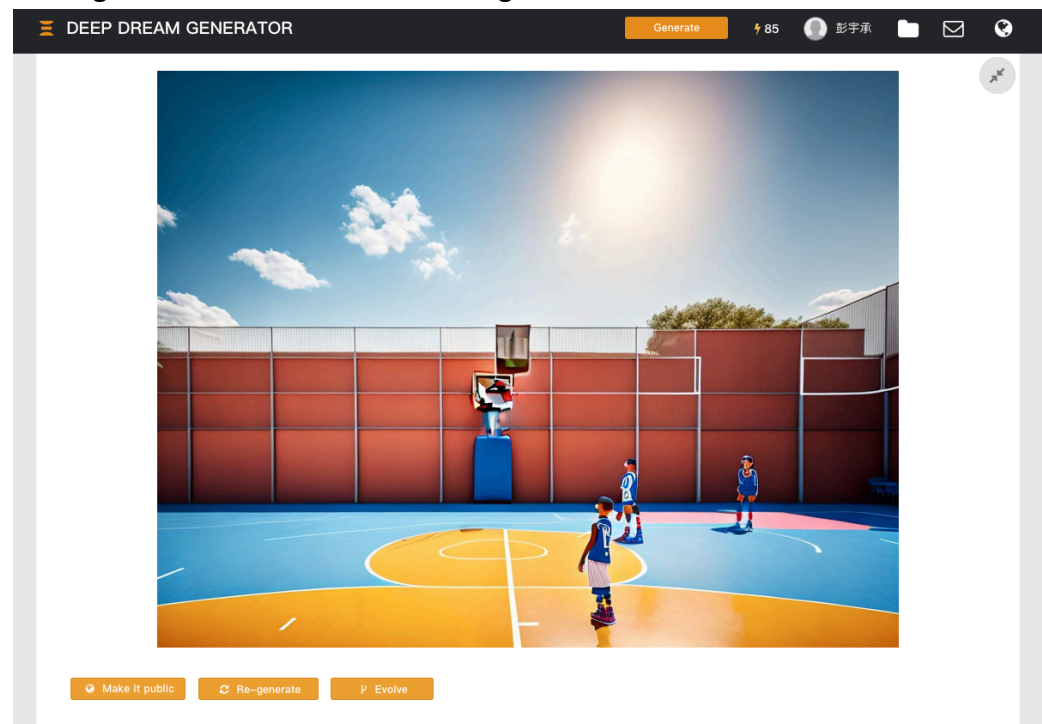 DEEP DREAM GENERATOR
Generate
85
彭宇承
Make it public
Re-generate
Evolve